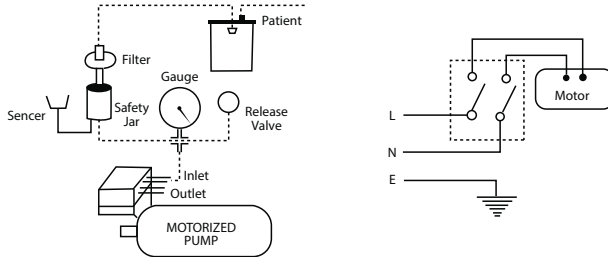 Patient
Filter
Gauge
Sencer
Safety
Jar
Release
Valve
Inlet
Outlet
MOTORIZED
PUMP
Motor
L
N
E